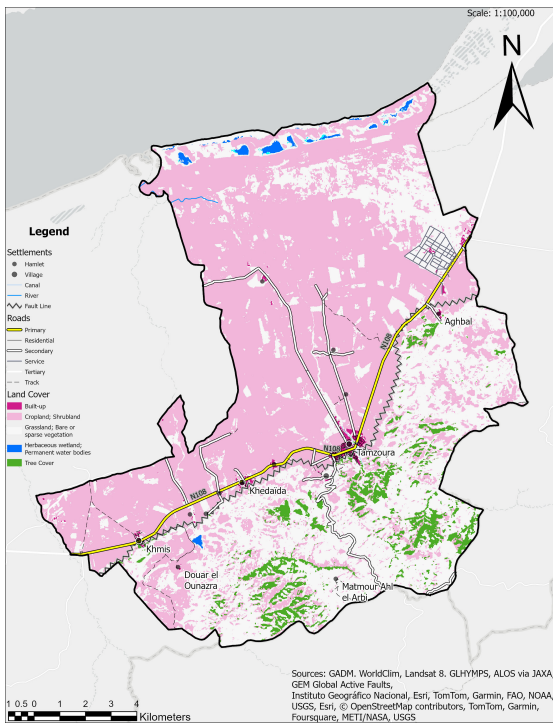 Scale: 1:100,000
N
Legend
Settlements
Hamlet
Village
Canal
River
Fault Line
Roads
Primary
Residential
Secondary
Service
Tertiary
Track
Land Cover
Built-up
Cropland; Shrubland
Grassland; Bare or
sparse vegetation
Herbaceous wetland;
Permanent water bodies
Tree Cover
N108
Aghbal
N108
Tamzoura
Khedaïda
N108
Khmis
Douar el
Ounazra
Matmour Ahl
el Arbi
Sources: GADM. WorldClim, Landsat 8. GLHYMPS, ALOS via JAXA,
GEM Global Active Faults,
Instituto Geográfico Nacional, Esri, TomTom, Garmin, FAO, NOAA,
USGS, Esri, © OpenStreetMap contributors, TomTom, Garmin,
Foursquare, METI/NASA, USGS
1 0.5 0 1 2 3 4
Kilometers